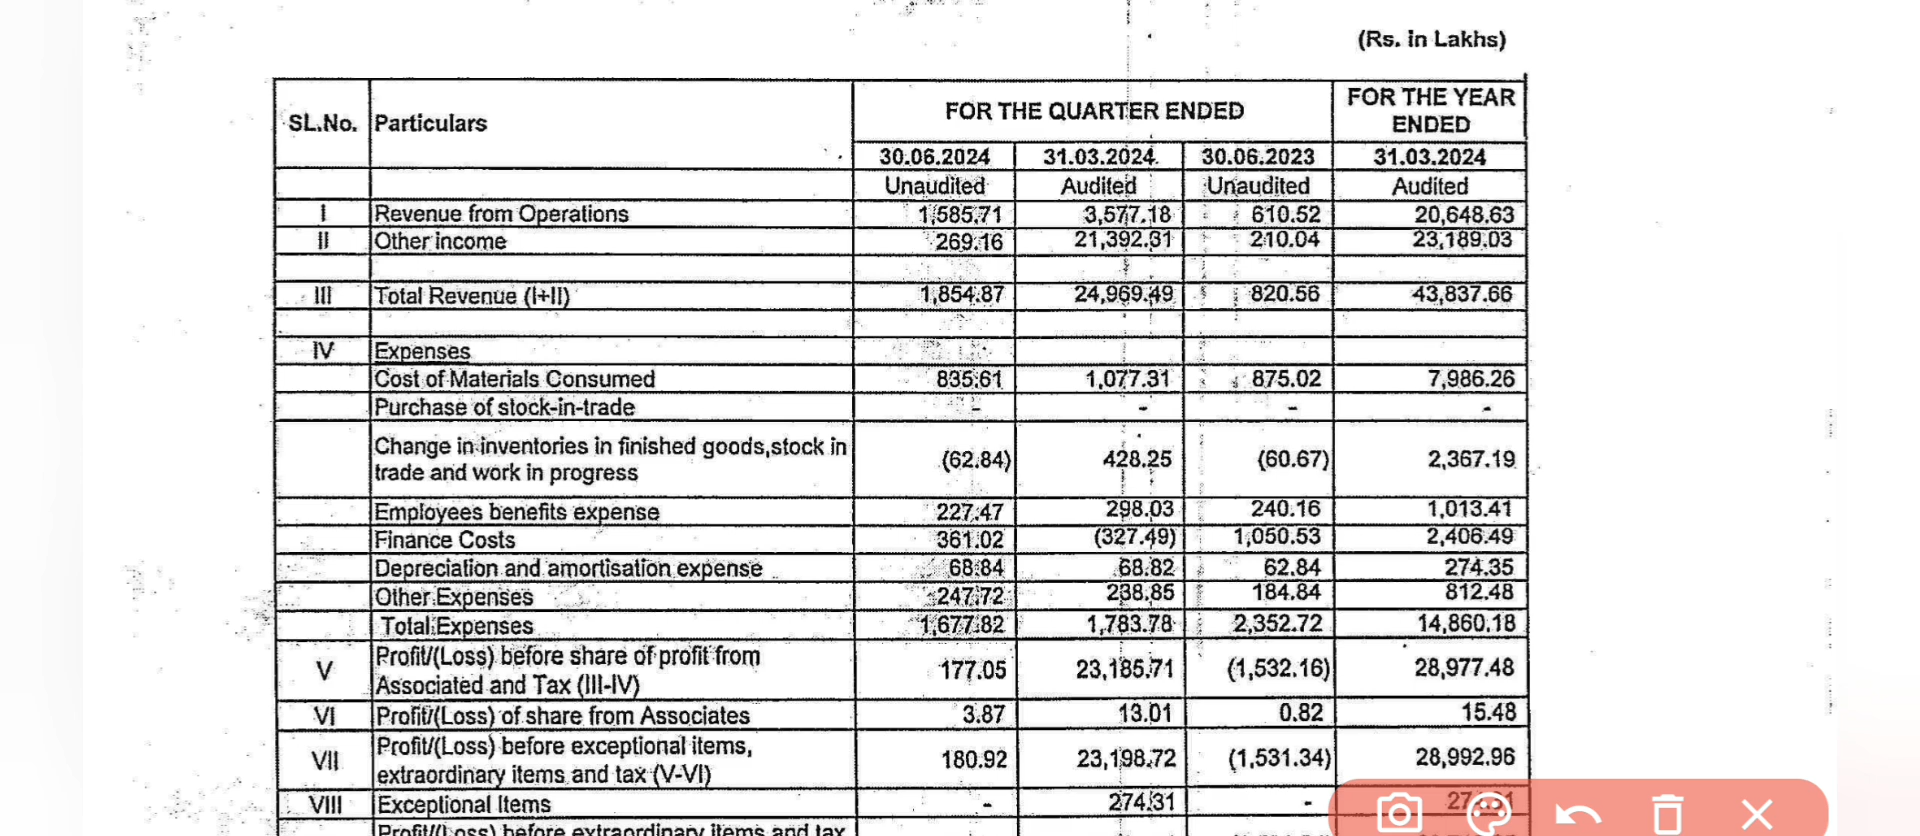 (Rs. in Lakhs)
SL.No. Particulars FOR THE QUARTER ENDED FOR THE YEAR ENDED
30.06.2024 31.03.2024 30.06.2023 31.03.2024
Unaudited Audited Unaudited Audited
I Revenue from Operations 1,585.71 3,577.18 610.52 20,648.63
II Other income 269.16 21,392.31 210.04 23,189.03
III Total Revenue (I+II) 1,854.87 24,969.49 820.56 43,837.66
IV Expenses
Cost of Materials Consumed 835.61 1,077.31 875.02 7,986.26
Purchase of stock-in-trade - - - -
Change in inventories in finished goods,stock in
trade and work in progress (62.84) 428.25 (60.67) 2,367.19
Employees benefits expense 227.47 298.03 240.16 1,013.41
Finance Costs 361.02 (327.49) 1,050.53 2,406.49
Depreciation and amortisation expense 68.84 68.82 62.84 274.35
Other Expenses 247.72 238.85 184.84 812.48
Total Expenses 1,677.82 1,783.78 2,352.72 14,860.18
V Profit/(Loss) before share of profit from
Associated and Tax (III-IV) 177.05 23,185.71 (1,532.16) 28,977.48
VI Profit/(Loss) of share from Associates 3.87 13.01 0.82 15.48
VII Profit/(Loss) before exceptional items,
extraordinary items and tax (V-VI) 180.92 23,198.72 (1,531.34) 28,992.96
VIII Exceptional Items - 274.31 -
Profit/(Loss) before extraordinary items and tax